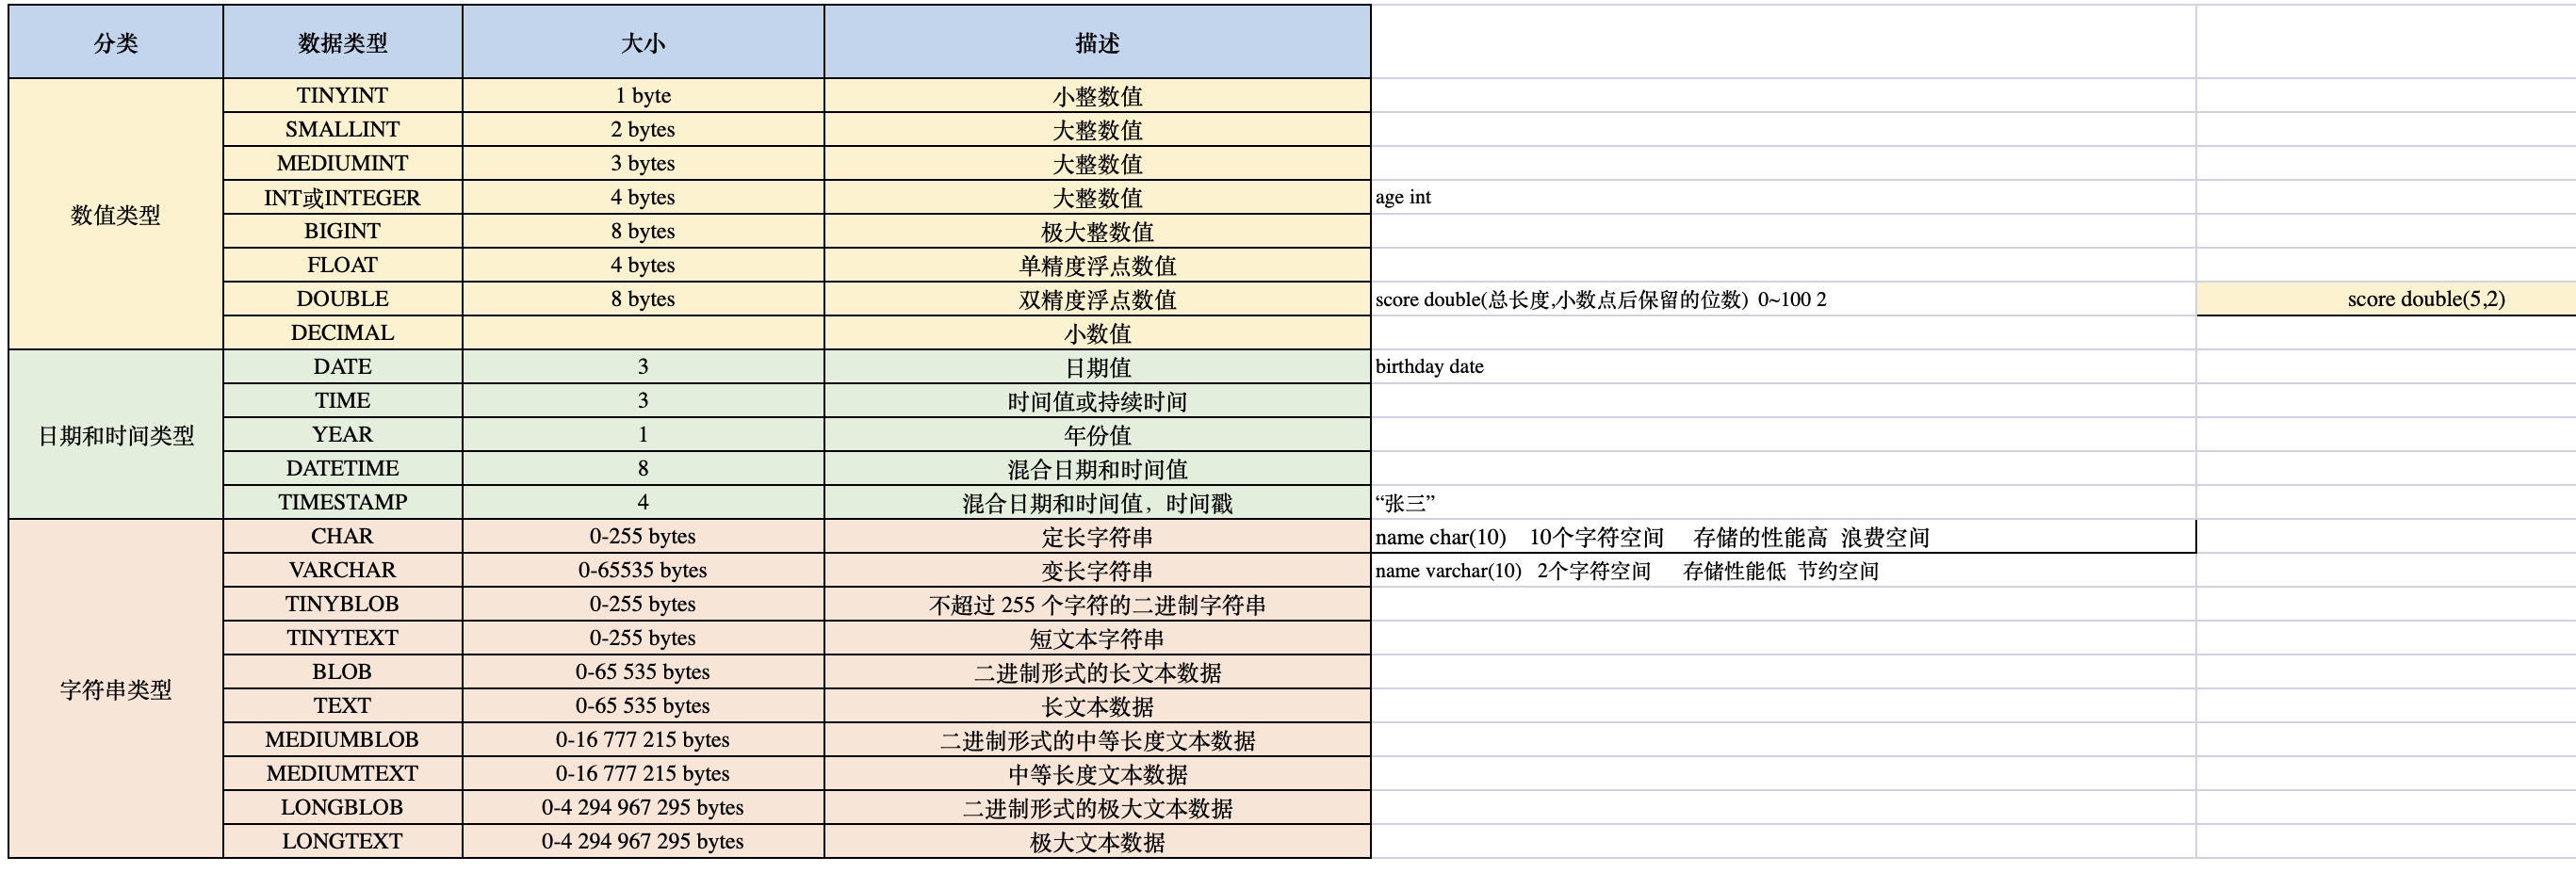 分类 数据类型 大小 描述
TINYINT 1 byte 小整数值
SMALLINT 2 bytes 大整数值
MEDIUMINT 3 bytes 大整数值
INT或INTEGER 4 bytes 大整数值 age int
数值类型
BIGINT 8 bytes 极大整数值
FLOAT 4 bytes 单精度浮点数值
DOUBLE 8 bytes 双精度浮点数值 score double(总长度,小数点后保留的位数) 0~100 2 score double(5,2)
DECIMAL 小数值
DATE 3 日期值 birthday date
TIME 3 时间值或持续时间
日期和时间类型 YEAR 1 年份值
DATETIME 8 混合日期和时间值
TIMESTAMP 4 混合日期和时间值，时间戳 “张三”
CHAR 0-255 bytes 定长字符串 name char(10) 10个字符空间 存储的性能高 浪费空间
VARCHAR 0-65535 bytes 变长字符串 name varchar(10) 2个字符空间 存储性能低 节约空间
TINYBLOB 0-255 bytes 不超过 255 个字符的二进制字符串
TINYTEXT 0-255 bytes 短文本字符串
BLOB 0-65 535 bytes 二进制形式的长文本数据
字符串类型
TEXT 0-65 535 bytes 长文本数据
MEDIUMBLOB 0-16 777 215 bytes 二进制形式的中等长度文本数据
MEDIUMTEXT 0-16 777 215 bytes 中等长度文本数据
LONGBLOB 0-4 294 967 295 bytes 二进制形式的极大文本数据
LONGTEXT 0-4 294 967 295 bytes 极大文本数据